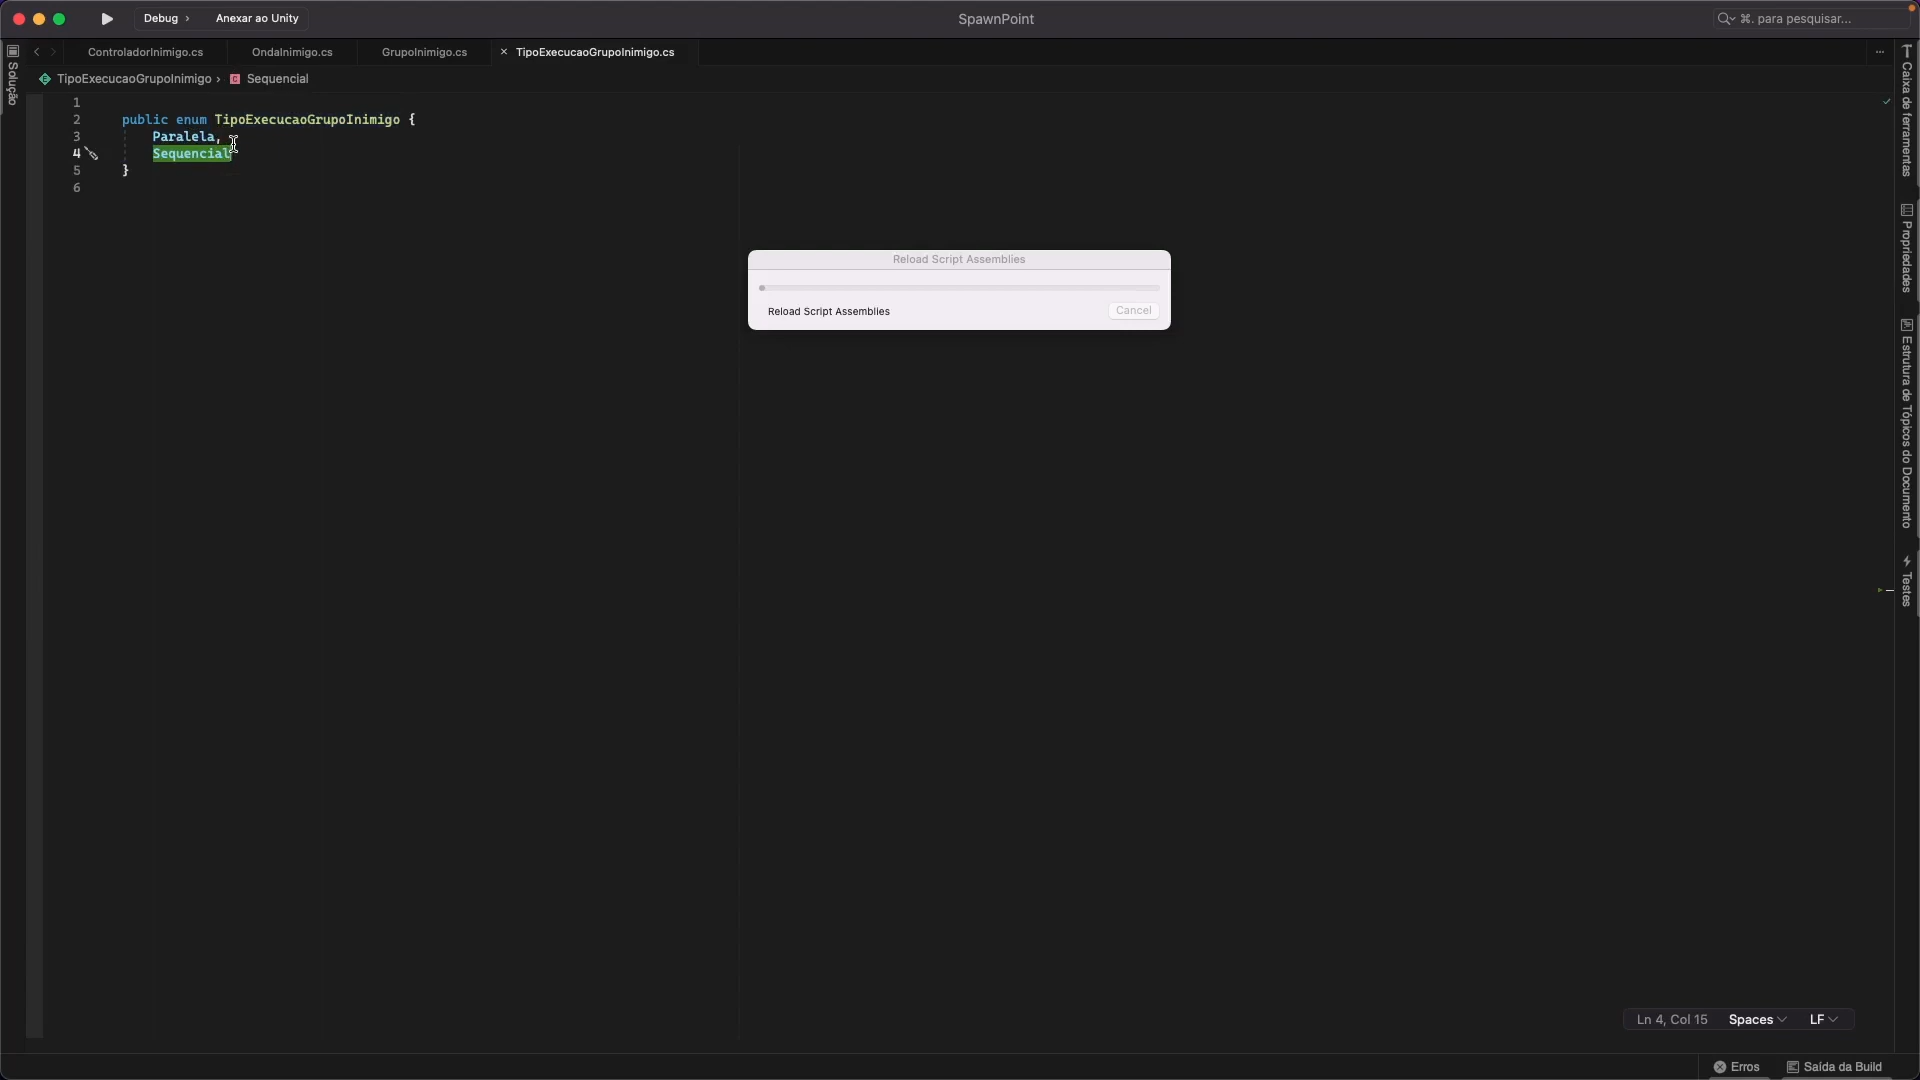 Debug › Anexar ao Unity
SpawnPoint
⌘. para pesquisar...
ControladorInimigo.cs
OndaInimigo.cs
GrupoInimigo.cs
× TipoExecucaoGrupoInimigo.cs
TipoExecucaoGrupoInimigo › Sequencial
1
2 public enum TipoExecucaoGrupoInimigo {
3 Paralela,
4 Sequencial
5 }
6
Reload Script Assemblies
Reload Script Assemblies
Cancel
Solução
Caixa de ferramentas
Propriedades
Estrutura de Tópicos do Documento
Testes
Ln 4, Col 15 Spaces LF
Erros
Saída da Build